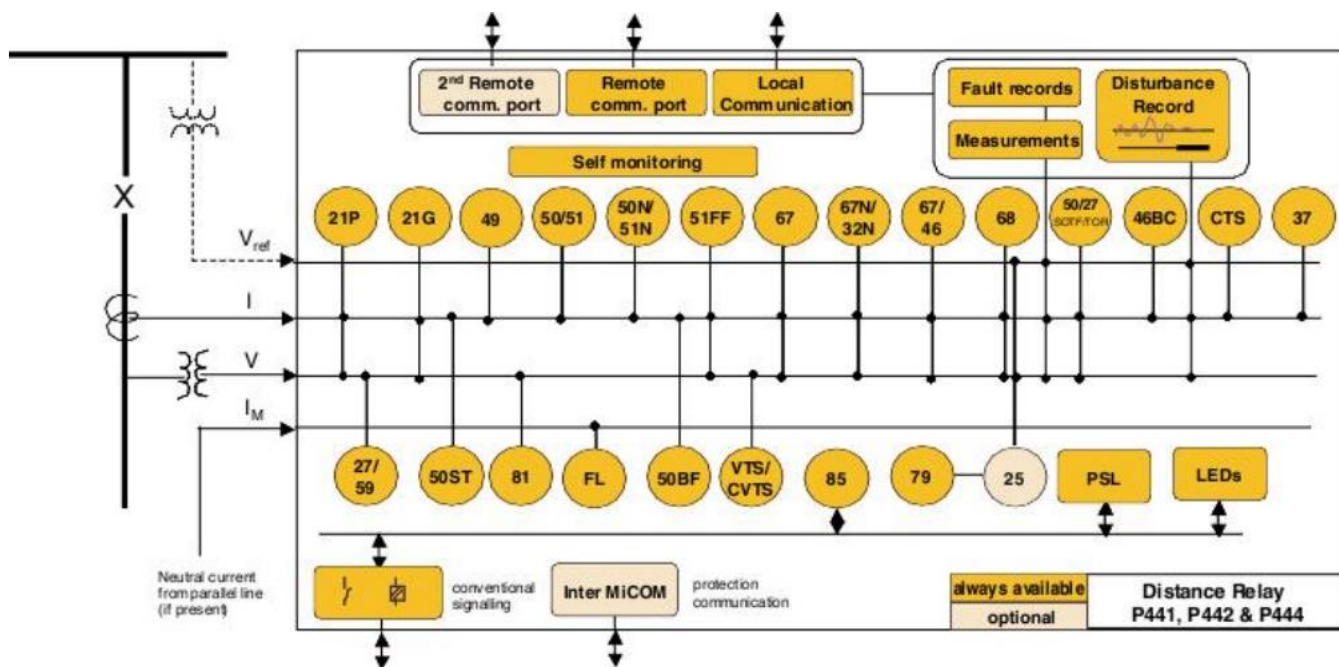 2nd Remote
comm. port
Remote
comm. port
Local
Communication
Fault records
Measurements
Disturbance
Record
Self monitoring
X
21P
21G
49
50/51
50N/
51N
51FF
67
67N/
32N
67/
46
68
50/27
SOTF/TOR
46BC
CTS
37
Vref
I
V
IM
27/
59
50ST
81
FL
50BF
VTS/
CVTS
85
79
25
PSL
LEDs
Neutral current
from parallel line
(if present)
conventional
signalling
Inter MiCOM
protection
communication
always available
optional
Distance Relay
P441, P442 & P444